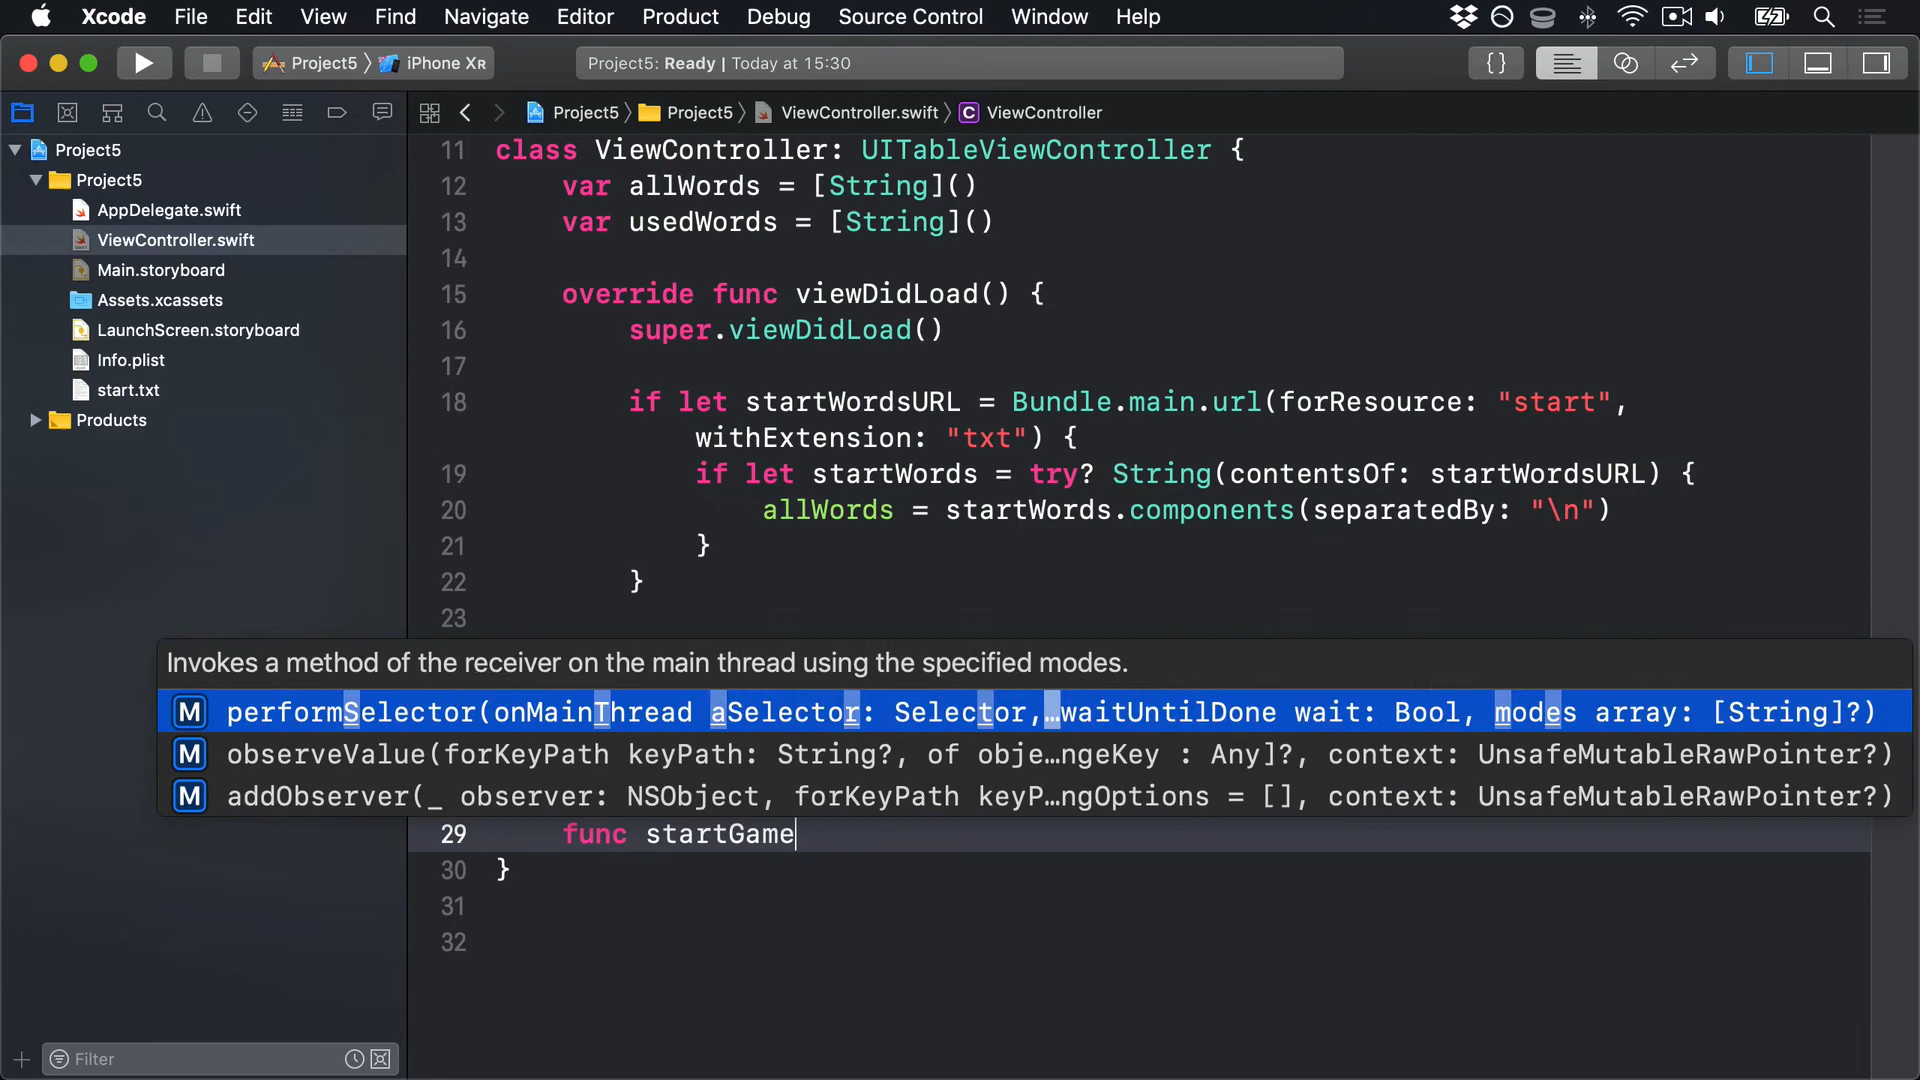 Xcode File Edit View Find Navigate Editor Product Debug Source Control Window Help
Project5 iPhone XR Project5: Ready | Today at 15:30 {}
Project5 Project5 ViewController.swift C ViewController
Project5
Project5
AppDelegate.swift
ViewController.swift
Main.storyboard
Assets.xcassets
LaunchScreen.storyboard
Info.plist
start.txt
Products
Filter
11 class ViewController: UITableViewController {
12 var allWords = [String]()
13 var usedWords = [String]()
14
15 override func viewDidLoad() {
16 super.viewDidLoad()
17
18 if let startWordsURL = Bundle.main.url(forResource: "start",
withExtension: "txt") {
19 if let startWords = try? String(contentsOf: startWordsURL) {
20 allWords = startWords.components(separatedBy: "\n")
21 }
22 }
23
Invokes a method of the receiver on the main thread using the specified modes.
M performSelector(onMainThread aSelector: Selector,…waitUntilDone wait: Bool, modes array: [String]?)
M observeValue(forKeyPath keyPath: String?, of obje…ngeKey : Any]?, context: UnsafeMutableRawPointer?)
M addObserver(_ observer: NSObject, forKeyPath keyP…ngOptions = [], context: UnsafeMutableRawPointer?)
29 func startGame
30 }
31
32